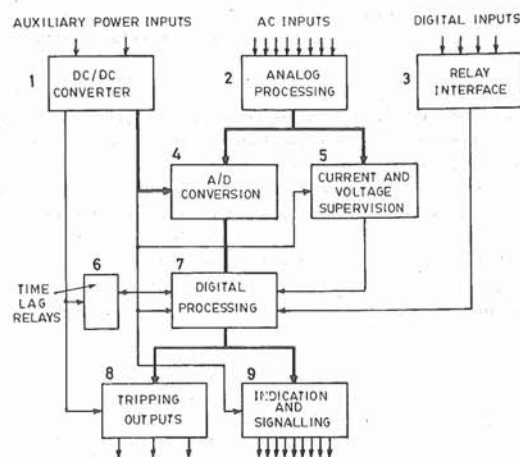 AUXILIARY POWER INPUTS
AC INPUTS
DIGITAL INPUTS
1
DC/DC
CONVERTER
2
ANALOG
PROCESSING
3
RELAY
INTERFACE
4
A/D
CONVERSION
5
CURRENT AND
VOLTAGE
SUPERVISION
6
TIME
LAG
RELAYS
7
DIGITAL
PROCESSING
8
TRIPPING
OUTPUTS
9
INDICATION
AND
SIGNALLING